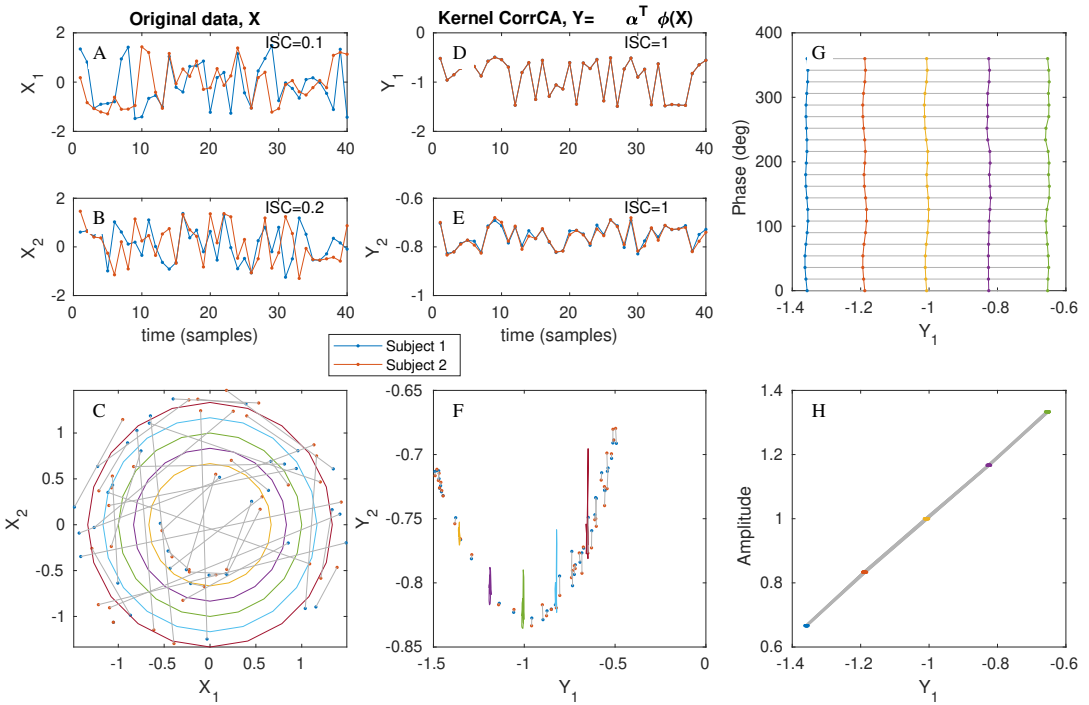 Original data, X
A
ISC=0.1
X1
2
0
-2
0
10
20
30
40
B
ISC=0.2
X2
2
0
-2
0
10
20
30
40
time (samples)
Kernel CorrCA, Y= α^T ϕ(X)
D
ISC=1
Y1
0
-1
-2
0
10
20
30
40
E
ISC=1
Y2
-0.6
-0.8
-1
0
10
20
30
40
time (samples)
Subject 1
Subject 2
G
Phase (deg)
400
300
200
100
0
-1.4
-1.2
-1
-0.8
-0.6
Y1
C
X2
1
0.5
0
-0.5
-1
-1
-0.5
0
0.5
1
X1
F
Y2
-0.65
-0.7
-0.75
-0.8
-0.85
-1.5
-1
-0.5
0
Y1
H
Amplitude
1.4
1.2
1
0.8
0.6
-1.4
-1.2
-1
-0.8
-0.6
Y1